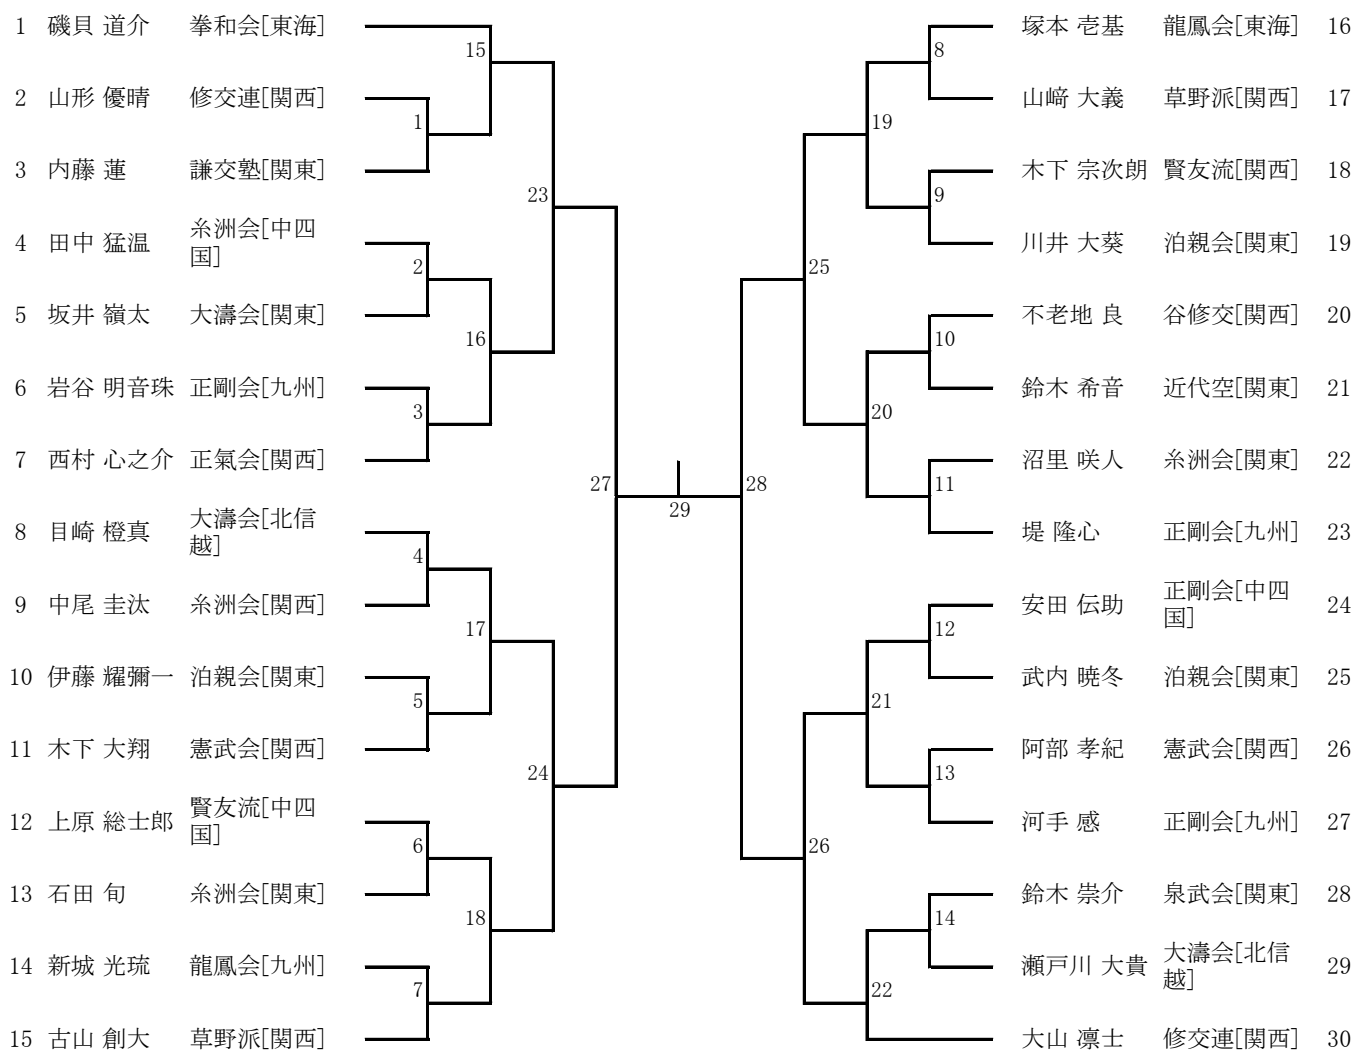 1 磯貝 道介 拳和会[東海]
2 山形 優晴 修交連[関西]
3 内藤 蓮 謙交塾[関東]
4 田中 猛温 糸洲会[中四
国]
5 坂井 嶺太 大濤会[関東]
6 岩谷 明音珠 正剛会[九州]
7 西村 心之介 正氣会[関西]
8 目崎 橙真 大濤会[北信
越]
9 中尾 圭汰 糸洲会[関西]
10 伊藤 耀彌一 泊親会[関東]
11 木下 大翔 憲武会[関西]
12 上原 総士郎 賢友流[中四
国]
13 石田 旬 糸洲会[関東]
14 新城 光琉 龍鳳会[九州]
15 古山 創大 草野派[関西]
15
1
23
2
16
3
27
4
17
5
24
6
18
7
29
28
8
19
9
25
10
20
11
12
21
13
26
14
22
塚本 壱基 龍鳳会[東海] 16
山﨑 大義 草野派[関西] 17
木下 宗次朗 賢友流[関西] 18
川井 大葵 泊親会[関東] 19
不老地 良 谷修交[関西] 20
鈴木 希音 近代空[関東] 21
沼里 咲人 糸洲会[関東] 22
堤 隆心 正剛会[九州] 23
安田 伝助 正剛会[中四
国] 24
武内 暁冬 泊親会[関東] 25
阿部 孝紀 憲武会[関西] 26
河手 感 正剛会[九州] 27
鈴木 崇介 泉武会[関東] 28
瀬戸川 大貴 大濤会[北信
越] 29
大山 凛士 修交連[関西] 30